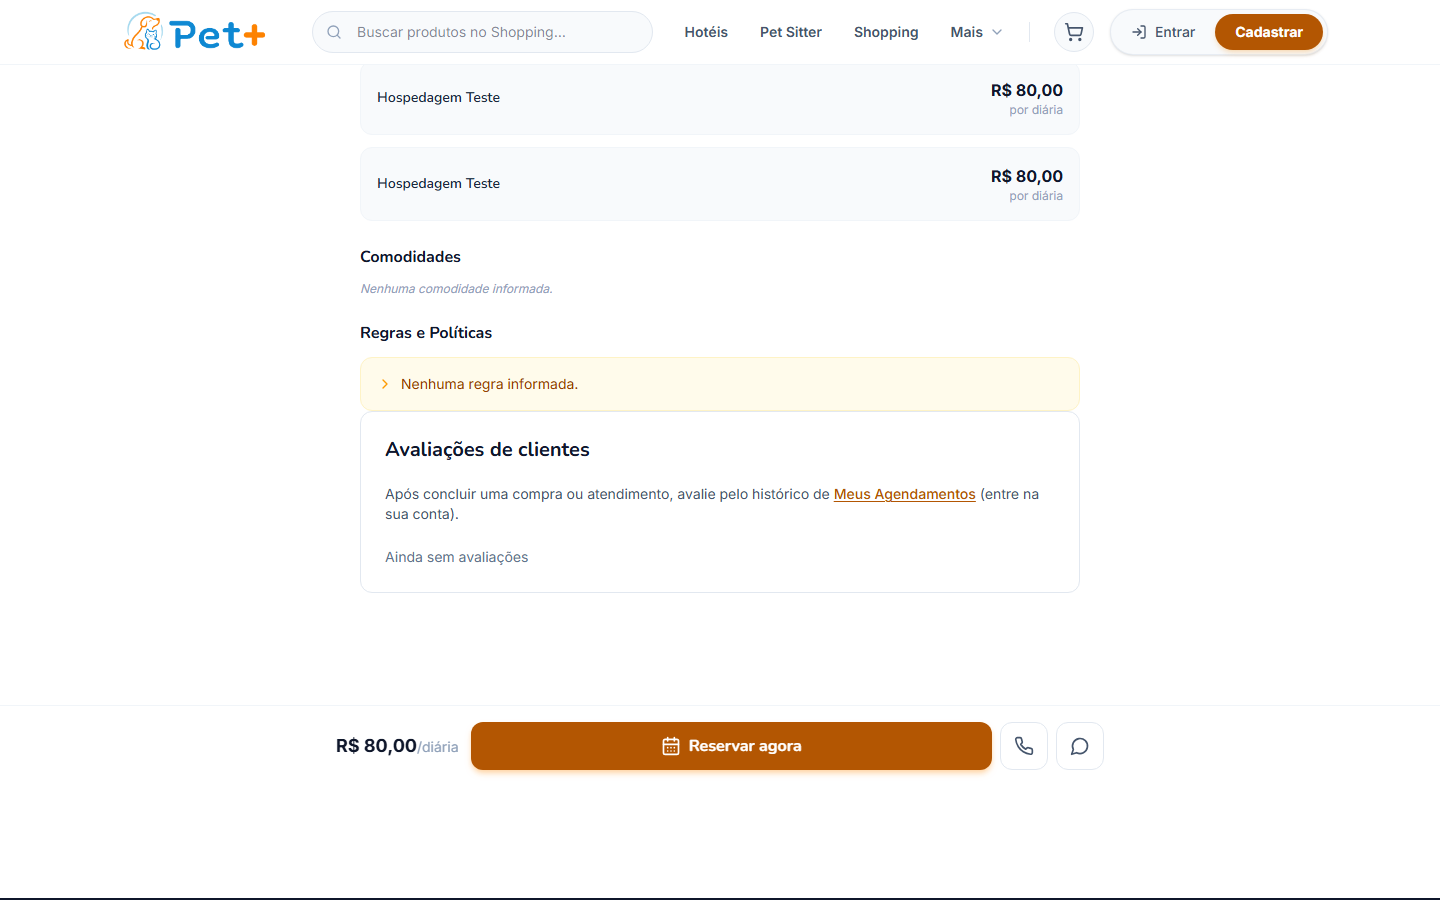 Pet+
Buscar produtos no Shopping...
Hotéis
Pet Sitter
Shopping
Mais
Entrar
Cadastrar
Hospedagem Teste
R$ 80,00
por diária
Hospedagem Teste
R$ 80,00
por diária
Comodidades
Nenhuma comodidade informada.
Regras e Políticas
Nenhuma regra informada.
Avaliações de clientes
Após concluir uma compra ou atendimento, avalie pelo histórico de Meus Agendamentos (entre na
sua conta).
Ainda sem avaliações
R$ 80,00/diária
Reservar agora